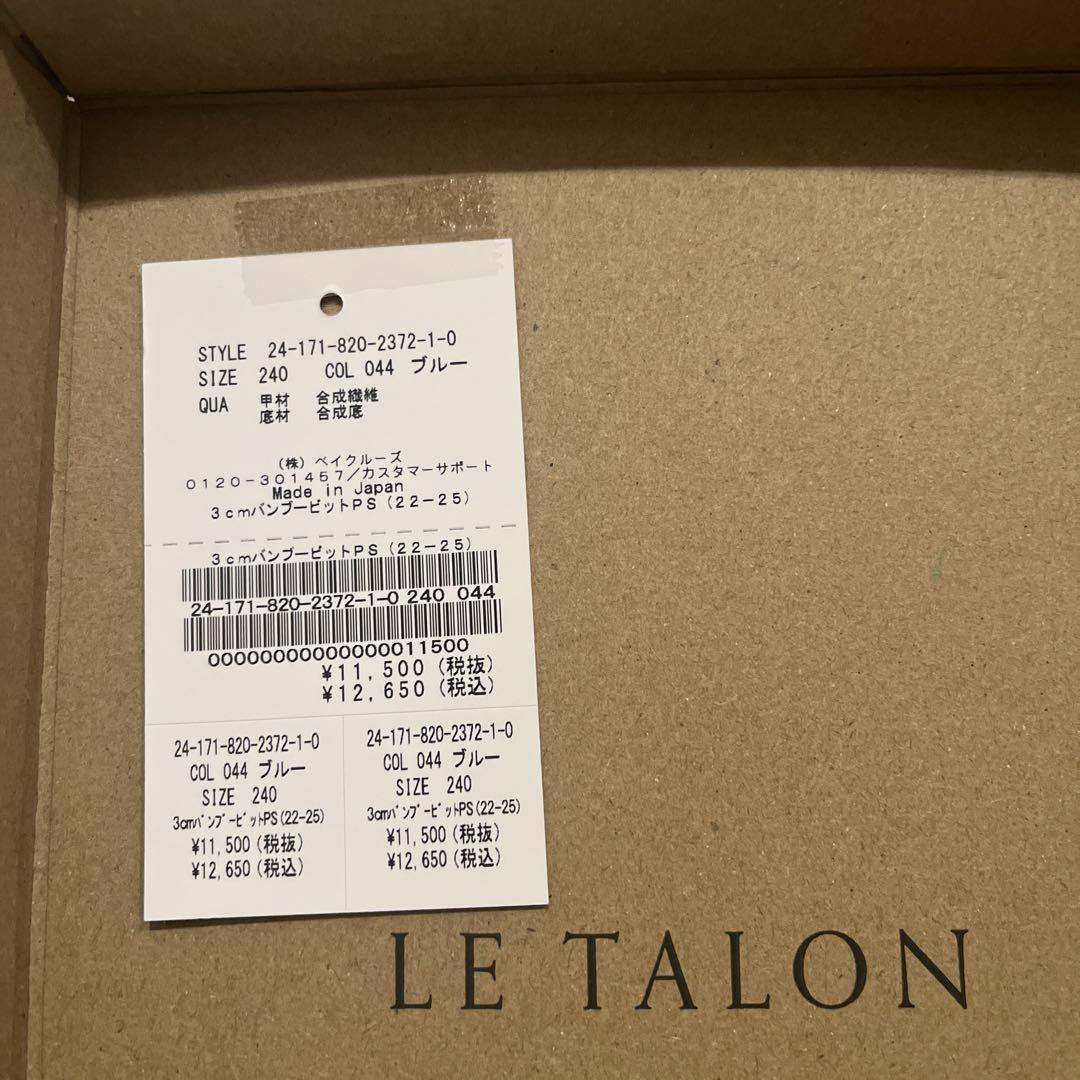 STYLE 24-171-820-2372-1-0
SIZE 240 COL 044 ブルー
QUA 甲材 合成繊維
底材 合成底
(株)ベイクルーズ
0120-301457/カスタマーサポート
Made in Japan
3cmバンブービットPS(22-25)
3cmバンブービットPS(22-25)
24-171-820-2372-1-0 240 044
00000000000000011500
¥11,500(税抜)
¥12,650(税込)
24-171-820-2372-1-0
COL 044 ブルー
SIZE 240
3cmバンブービットPS(22-25)
¥11,500(税抜)
¥12,650(税込)
24-171-820-2372-1-0
COL 044 ブルー
SIZE 240
3cmバンブービットPS(22-25)
¥11,500(税抜)
¥12,650(税込)
LE TALON